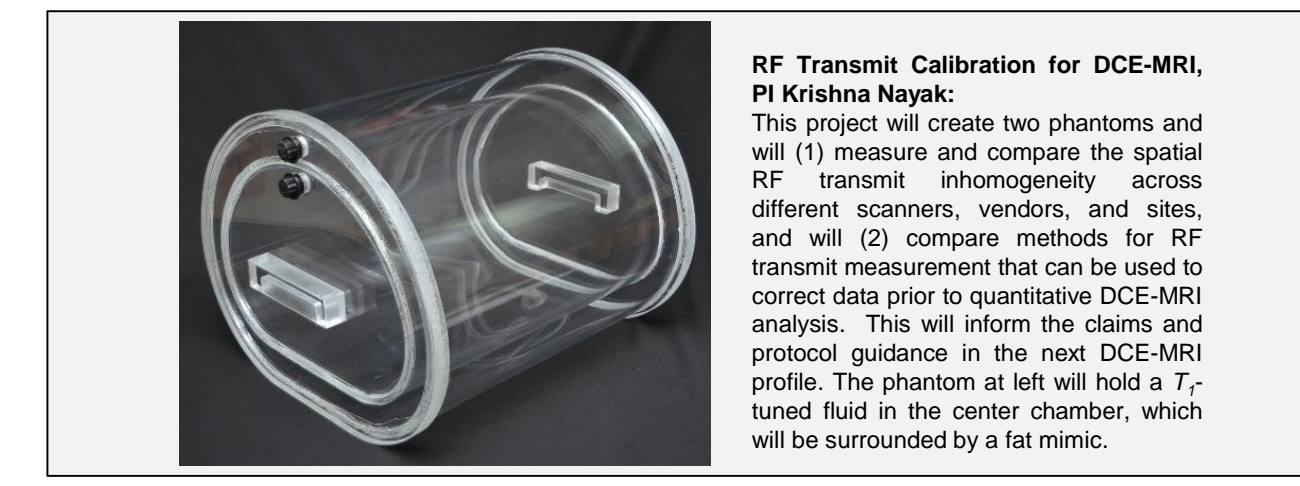 RF Transmit Calibration for DCE-MRI,
PI Krishna Nayak:
This project will create two phantoms and
will (1) measure and compare the spatial
RF transmit inhomogeneity across
different scanners, vendors, and sites,
and will (2) compare methods for RF
transmit measurement that can be used to
correct data prior to quantitative DCE-MRI
analysis. This will inform the claims and
protocol guidance in the next DCE-MRI
profile. The phantom at left will hold a T1-
tuned fluid in the center chamber, which
will be surrounded by a fat mimic.